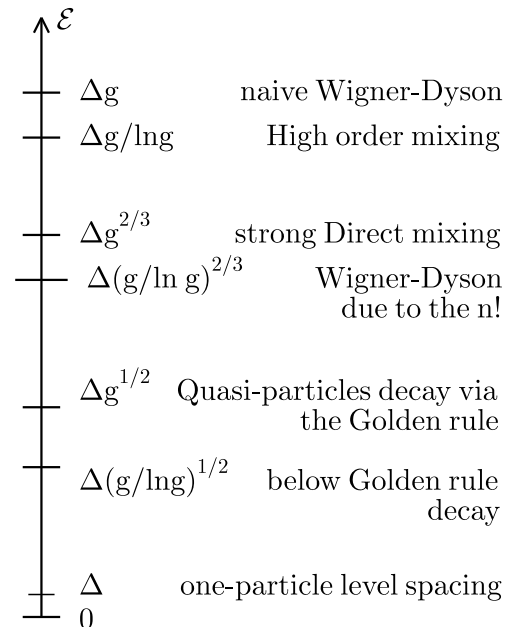 ℰ
Δg naive Wigner-Dyson
Δg/lng High order mixing
Δg^{2/3} strong Direct mixing
Δ(g/ln g)^{2/3} Wigner-Dyson
due to the n!
Δg^{1/2} Quasi-particles decay via
the Golden rule
Δ(g/lng)^{1/2} below Golden rule
decay
Δ one-particle level spacing
0